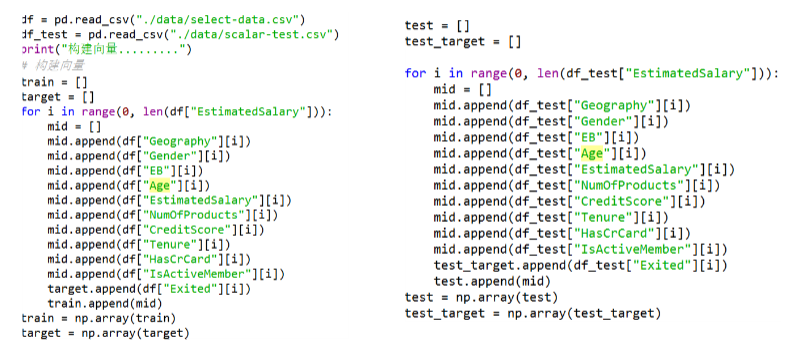 df = pd.read_csv("./data/select-data.csv")
df_test = pd.read_csv("./data/scalar-test.csv")
print("构建向量.........")
# 构建向量
train = []
target = []
for i in range(0, len(df["EstimatedSalary"])):
    mid = []
    mid.append(df["Geography"][i])
    mid.append(df["Gender"][i])
    mid.append(df["EB"][i])
    mid.append(df["Age"][i])
    mid.append(df["EstimatedSalary"][i])
    mid.append(df["NumOfProducts"][i])
    mid.append(df["CreditScore"][i])
    mid.append(df["Tenure"][i])
    mid.append(df["HasCrCard"][i])
    mid.append(df["IsActiveMember"][i])
    target.append(df["Exited"][i])
    train.append(mid)
train = np.array(train)
target = np.array(target)
test = []
test_target = []
for i in range(0, len(df_test["EstimatedSalary"])):
    mid = []
    mid.append(df_test["Geography"][i])
    mid.append(df_test["Gender"][i])
    mid.append(df_test["EB"][i])
    mid.append(df_test["Age"][i])
    mid.append(df_test["EstimatedSalary"][i])
    mid.append(df_test["NumOfProducts"][i])
    mid.append(df_test["CreditScore"][i])
    mid.append(df_test["Tenure"][i])
    mid.append(df_test["HasCrCard"][i])
    mid.append(df_test["IsActiveMember"][i])
    test_target.append(df_test["Exited"][i])
    test.append(mid)
test = np.array(test)
test_target = np.array(test_target)